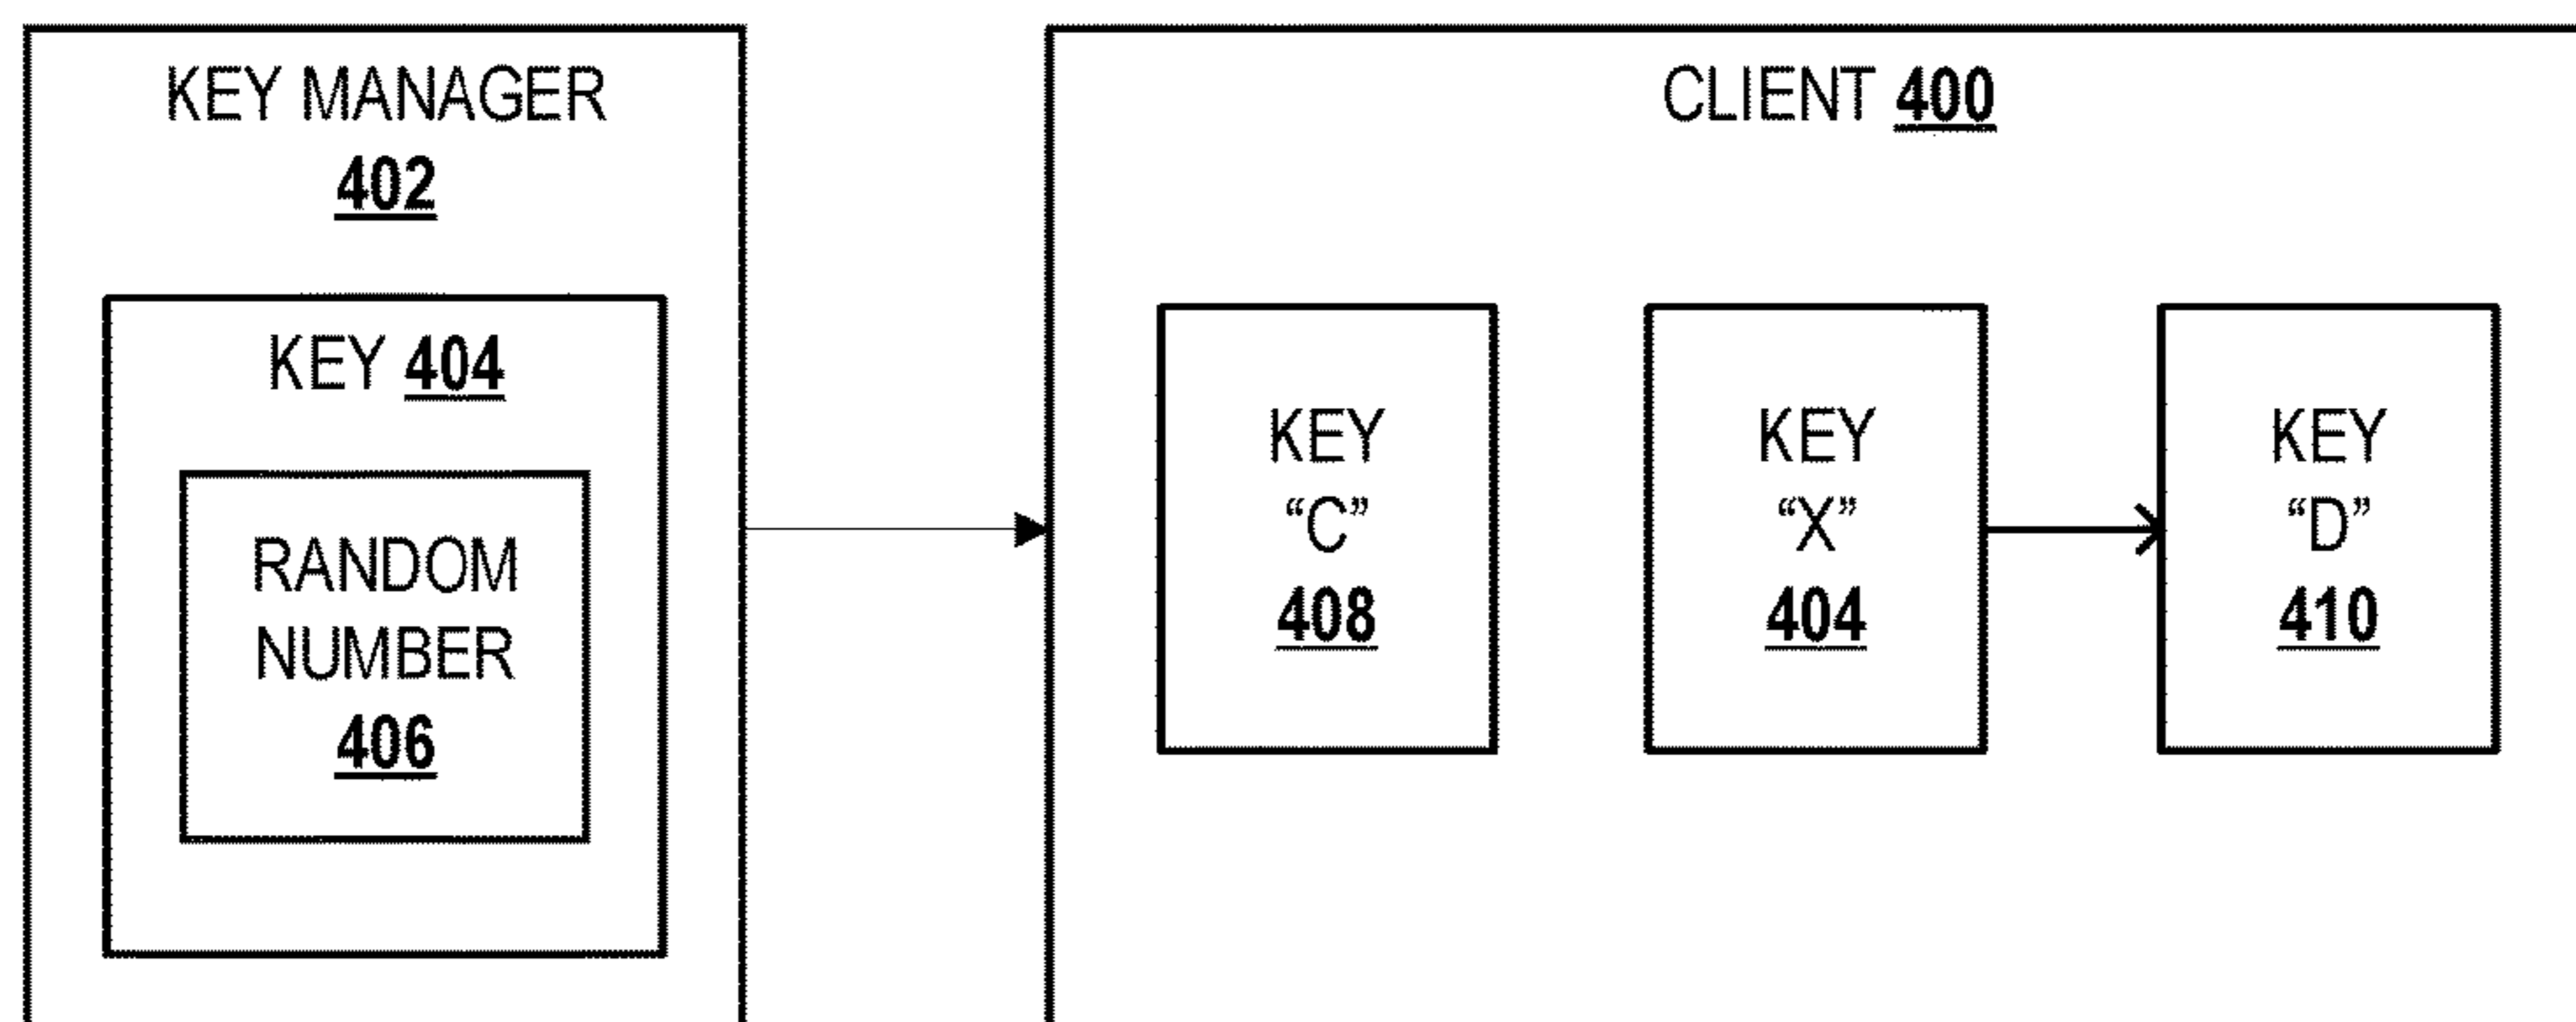 KEY MANAGER
402
KEY 404
RANDOM
NUMBER
406
CLIENT 400
KEY
“C”
408
KEY
“X”
404
KEY
“D”
410